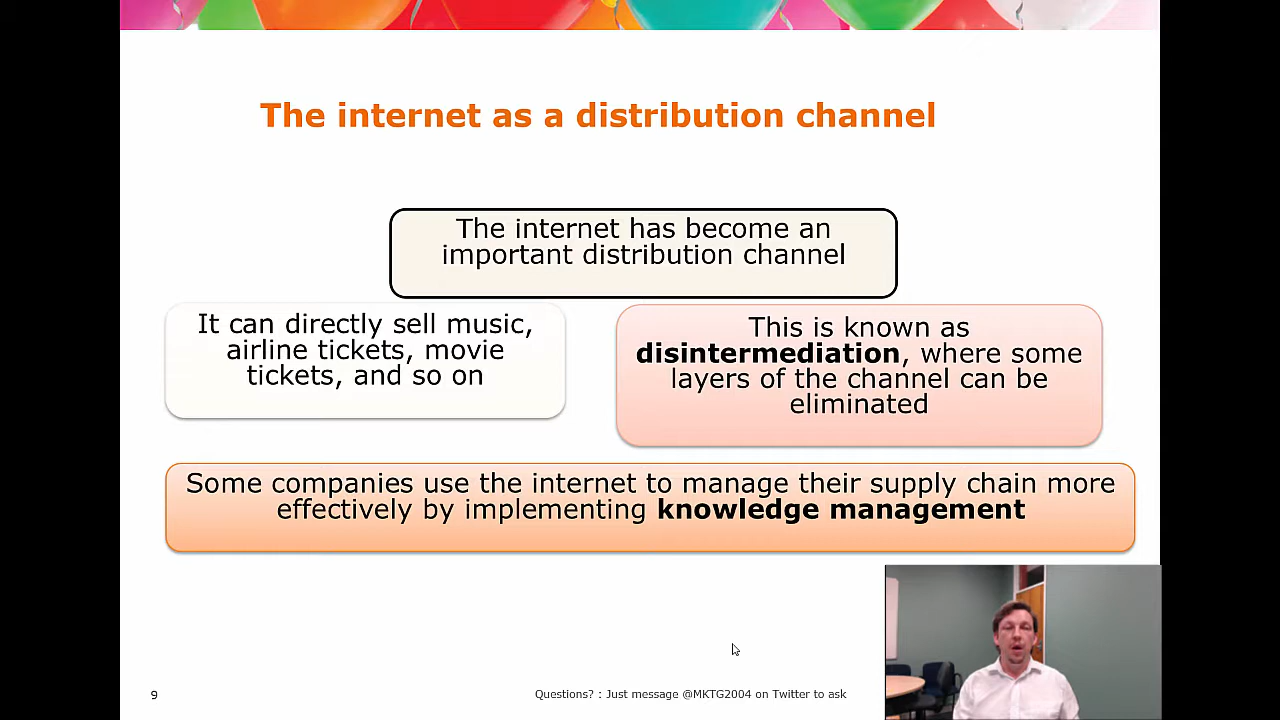 The internet as a distribution channel
The internet has become an
important distribution channel
It can directly sell music,
airline tickets, movie
tickets, and so on
This is known as
disintermediation, where some
layers of the channel can be
eliminated
Some companies use the internet to manage their supply chain more
effectively by implementing knowledge management
9
Questions? : Just message @MKTG2004 on Twitter to ask